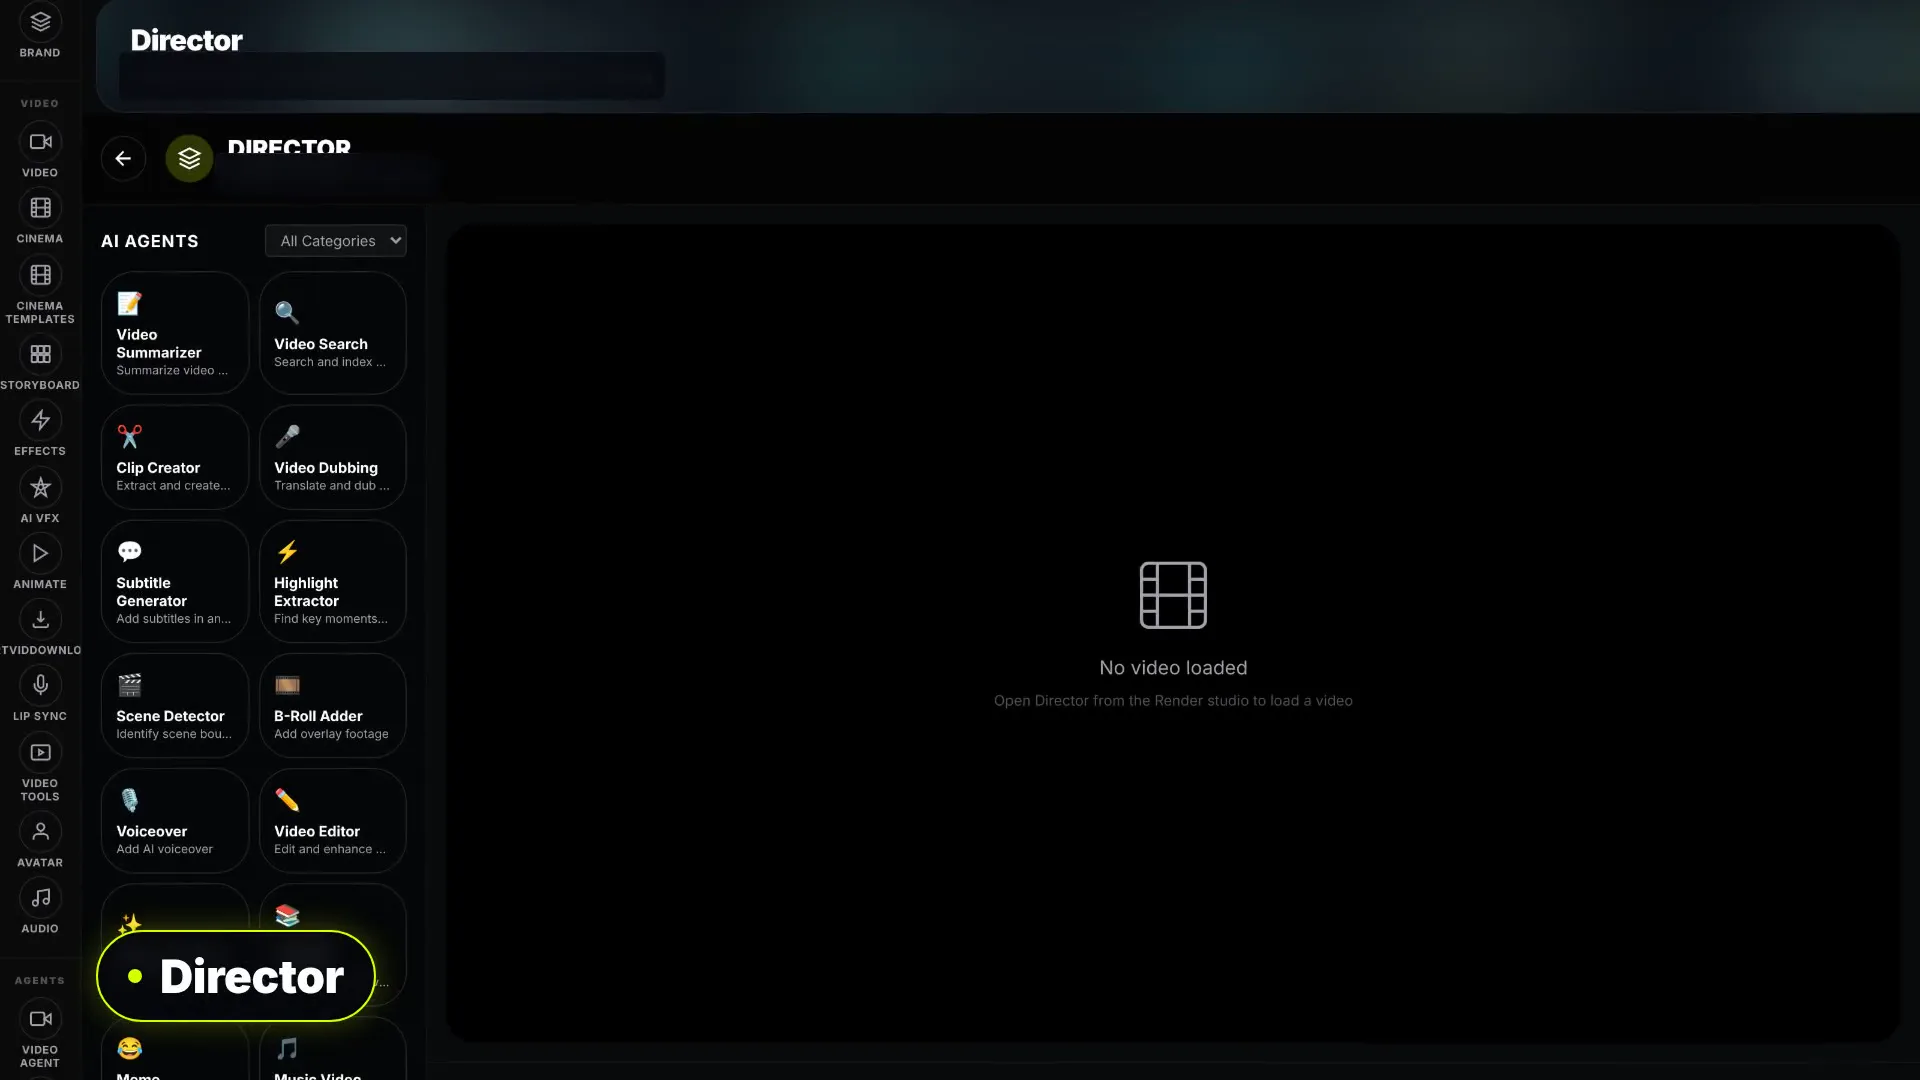 BRAND
VIDEO
VIDEO
CINEMA
CINEMA
TEMPLATES
STORYBOARD
EFFECTS
AI VFX
ANIMATE
TVIDDOWNLO
LIP SYNC
VIDEO
TOOLS
AVATAR
AUDIO
AGENTS
VIDEO
AGENT
Director
DIRECTOR
AI AGENTS
All Categories
Video
Summarizer
Summarize video ...
Video Search
Search and index ...
Clip Creator
Extract and create...
Video Dubbing
Translate and dub ...
Subtitle
Generator
Add subtitles in an...
Highlight
Extractor
Find key moments...
Scene Detector
Identify scene bou...
B-Roll Adder
Add overlay footage
Voiceover
Add AI voiceover
Video Editor
Edit and enhance ...
Director
Meme
Music Video
No video loaded
Open Director from the Render studio to load a video